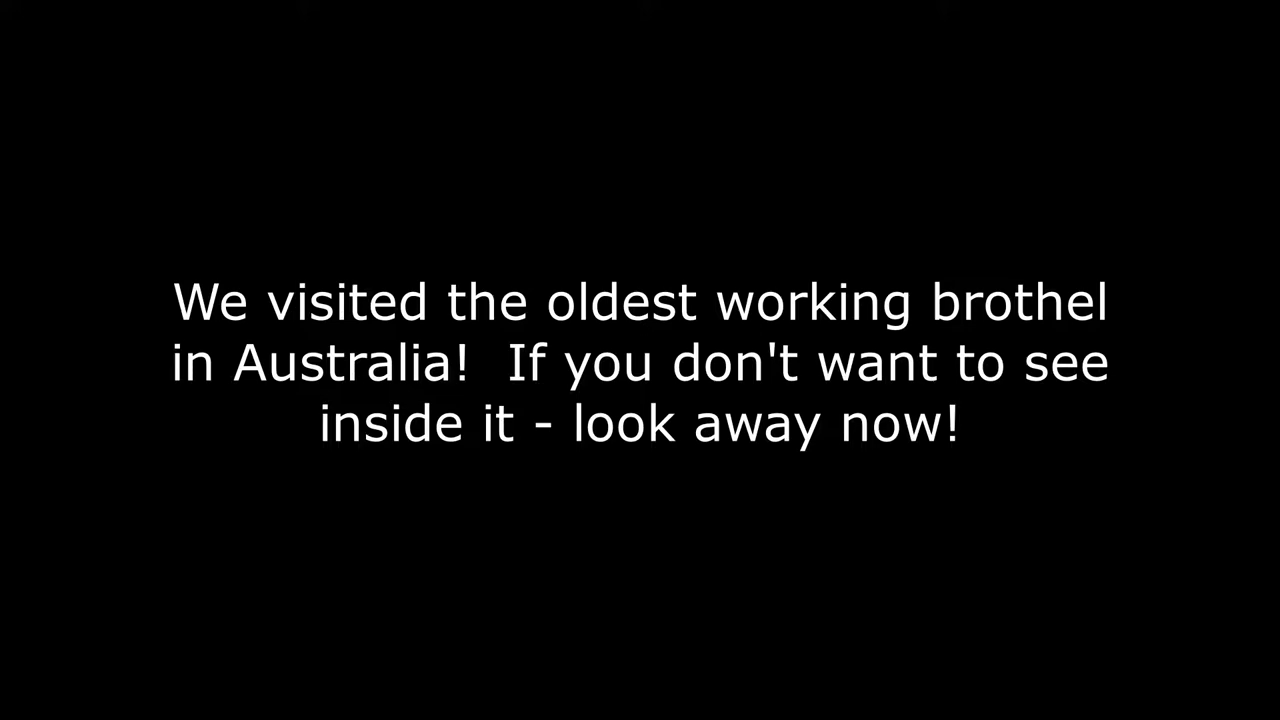 We visited the oldest working brothel
in Australia!  If you don't want to see
inside it - look away now!